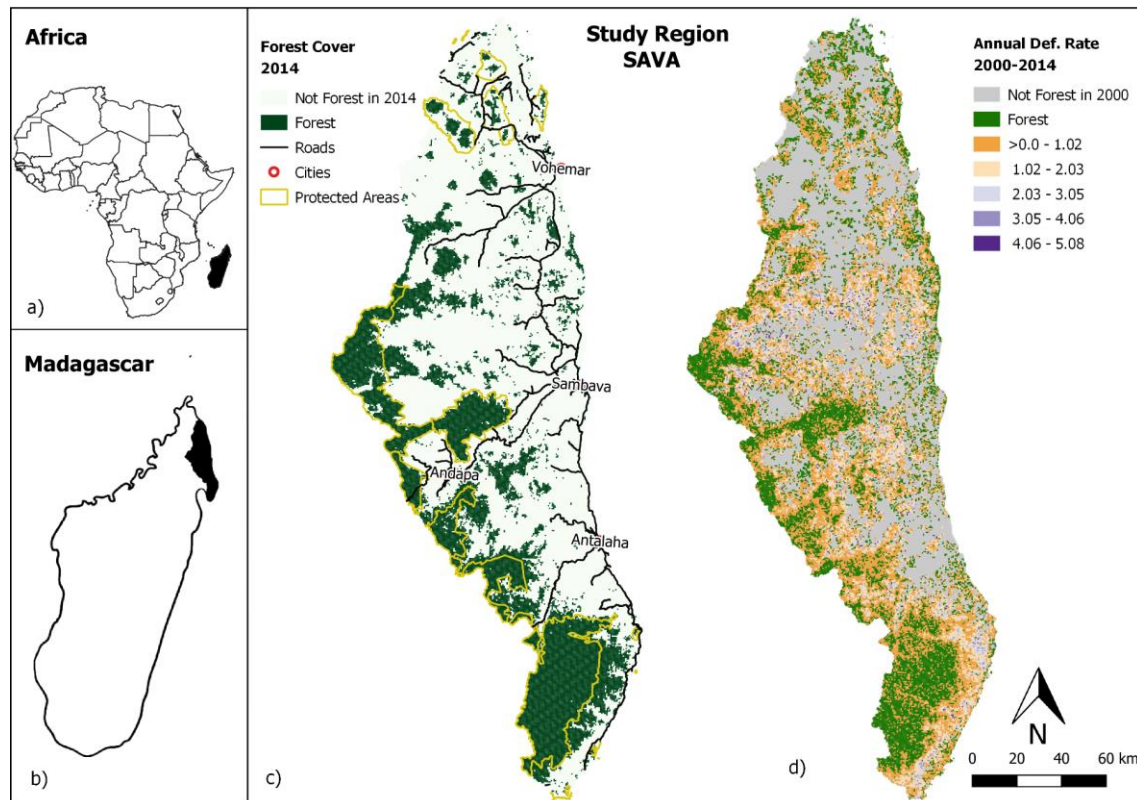 Africa
a)
Madagascar
b)
Study Region
SAVA
Forest Cover
2014
Not Forest in 2014
Forest
Roads
Cities
Protected Areas
Vohemar
Sambava
Andapa
Antalaha
c)
Annual Def. Rate
2000-2014
Not Forest in 2000
Forest
>0.0 - 1.02
1.02 - 2.03
2.03 - 3.05
3.05 - 4.06
4.06 - 5.08
d)
N
0 20 40 60 km